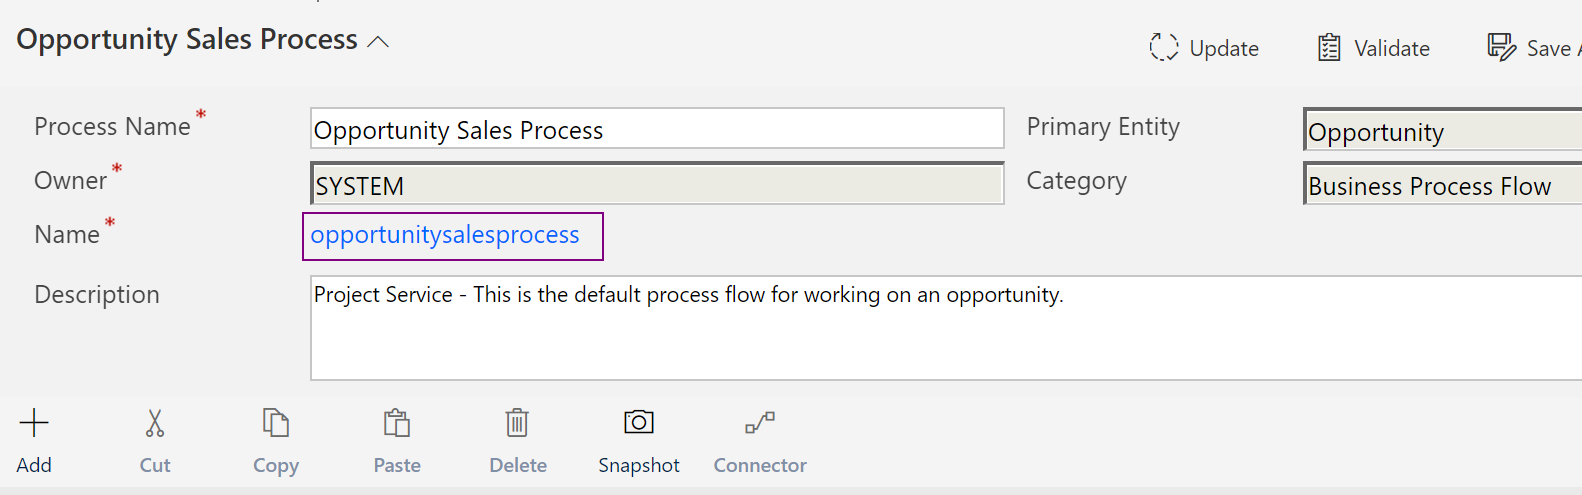 Opportunity Sales Process
Update Validate Save
Process Name * Opportunity Sales Process Primary Entity Opportunity
Owner * SYSTEM Category Business Process Flow
Name * opportunitysalesprocess
Description Project Service - This is the default process flow for working on an opportunity.
Add Cut Copy Paste Delete Snapshot Connector